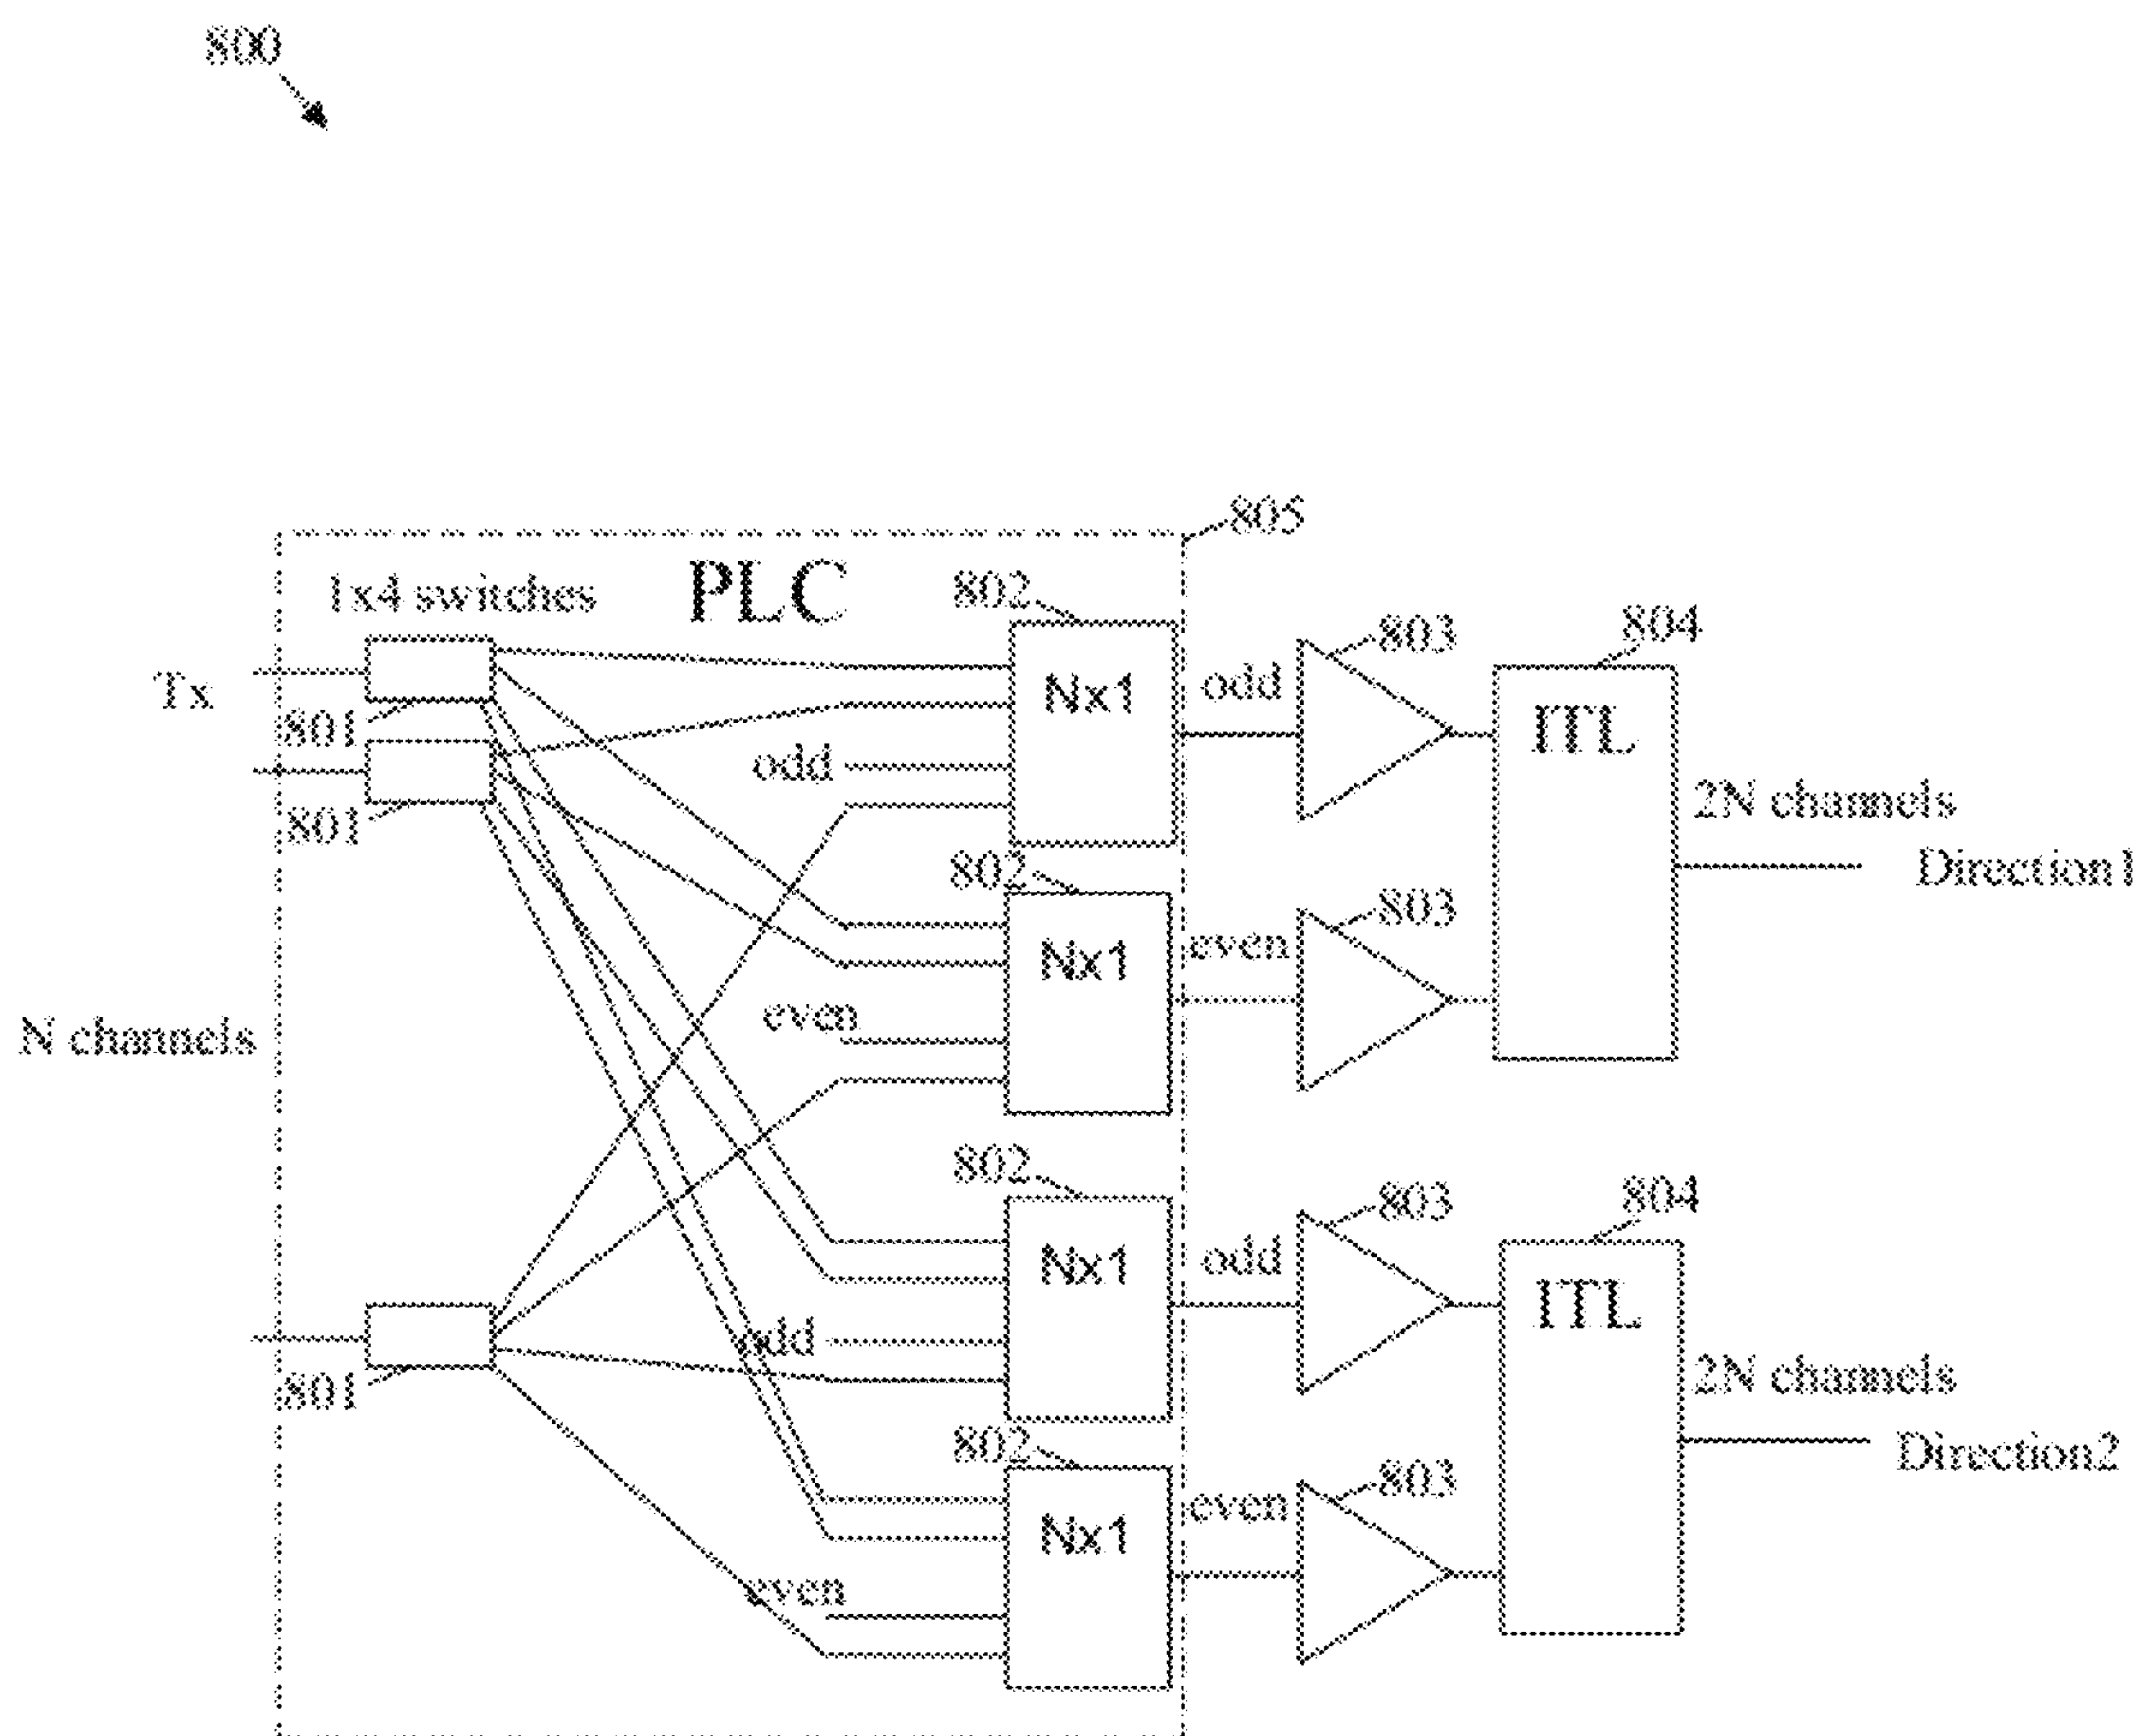 800
805
1x4 switches
PLC
802
803
804
Tx
801
Nx1
odd
ITL
odd
801
2N channels
Direction1
802
803
even
Nx1
even
N channels
802
803
804
odd
Nx1
ITL
odd
801
2N channels
802
Direction2
803
even
Nx1
even